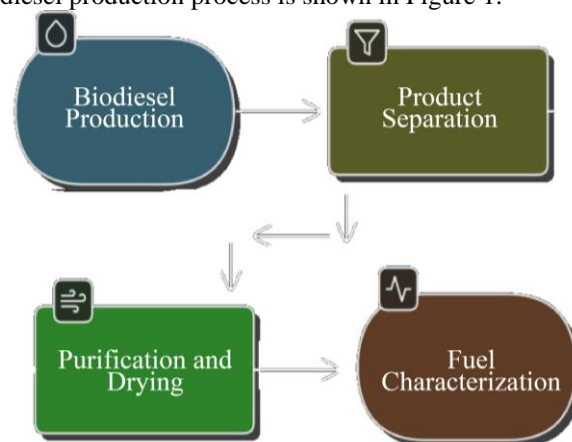 diesel production process is shown in Figure 1.
Biodiesel
Production
Product
Separation
Purification and
Drying
Fuel
Characterization